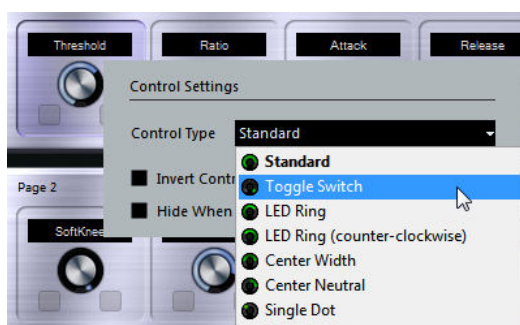 Threshold Ratio Attack Release
Control Settings
Control Type Standard
Standard
Invert Contr Toggle Switch
Hide When LED Ring
LED Ring (counter-clockwise)
Center Width
Center Neutral
Single Dot
Page 2
SoftKnee